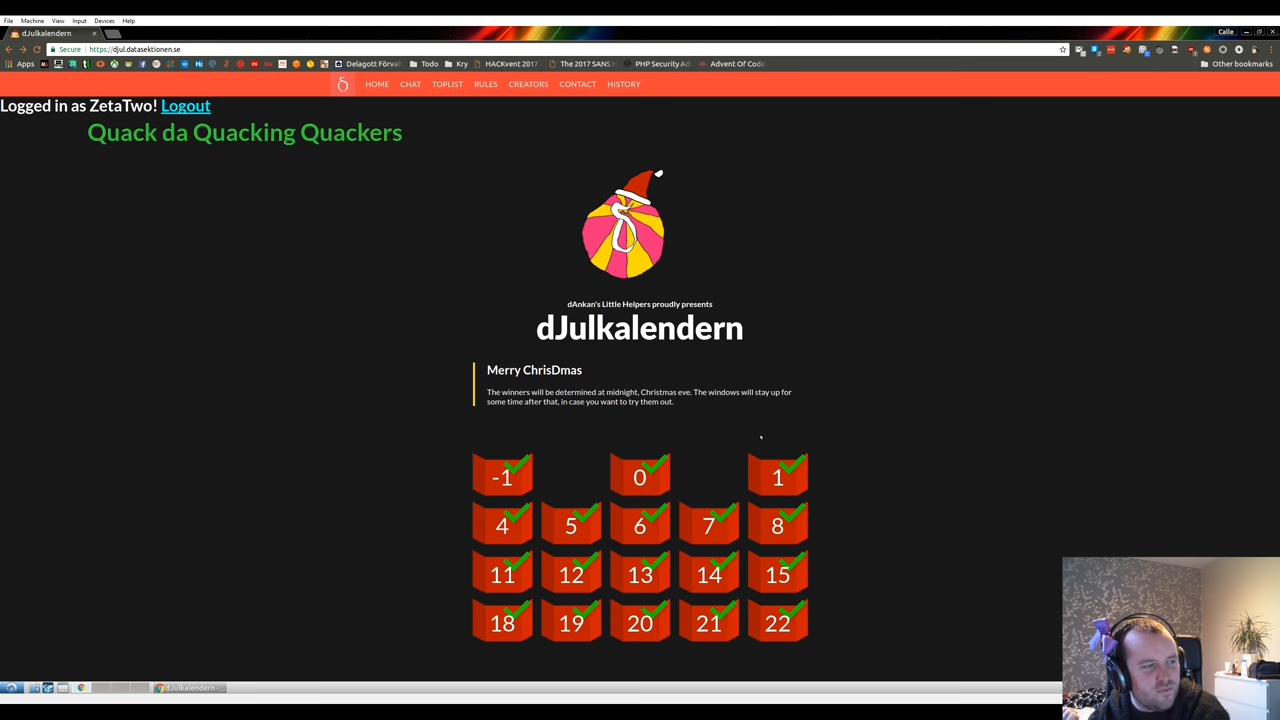 File Machine View Input Devices Help
dJulkalendern
Calle
Secure https://djul.datasektionen.se
Apps
Delagott Förval
Todo
Kry
HACKvent 2017
The 2017 SANS H
PHP Security Ad
Advent Of Code
Other bookmarks
HOME CHAT TOPLIST RULES CREATORS CONTACT HISTORY
Logged in as ZetaTwo! Logout
Quack da Quacking Quackers
dAnkan's Little Helpers proudly presents
dJulkalendern
Merry ChrisDmas
The winners will be determined at midnight, Christmas eve. The windows will stay up for
some time after that, in case you want to try them out.
-1 0 1
4 5 6 7 8
11 12 13 14 15
18 19 20 21 22
dJulkalendern -...